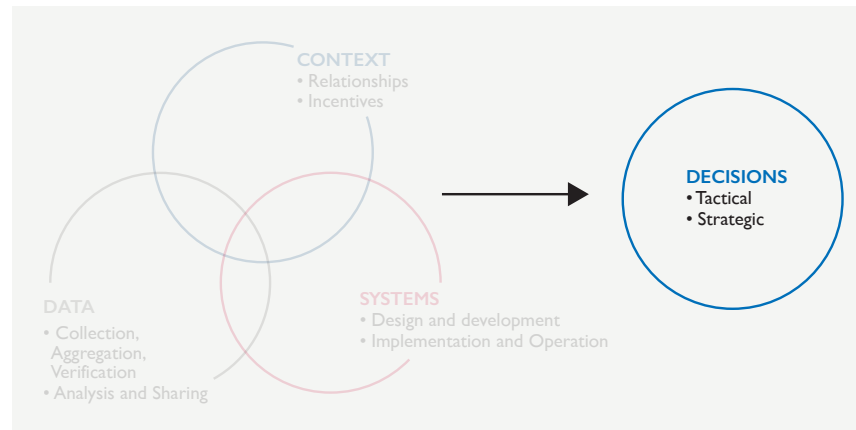 CONTEXT
• Relationships
• Incentives
DECISIONS
• Tactical
• Strategic
DATA
• Collection,
Aggregation,
Verification
• Analysis and Sharing
SYSTEMS
• Design and development
• Implementation and Operation